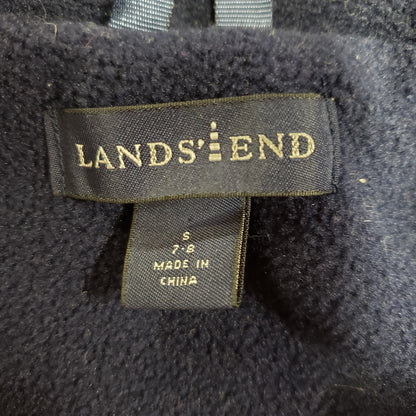 LANDS' END
S
7-8
MADE IN
CHINA